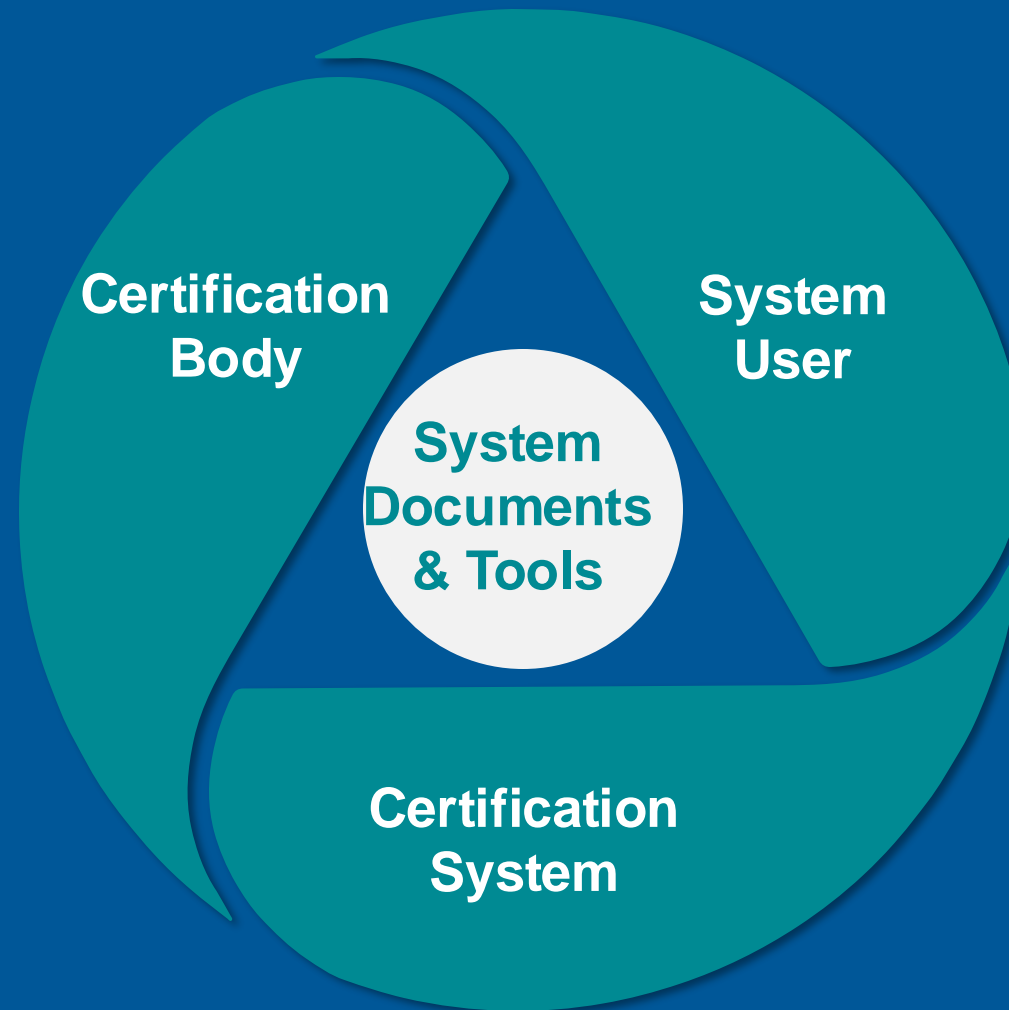 Certification
Body
System
User
System
Documents
& Tools
Certification
System